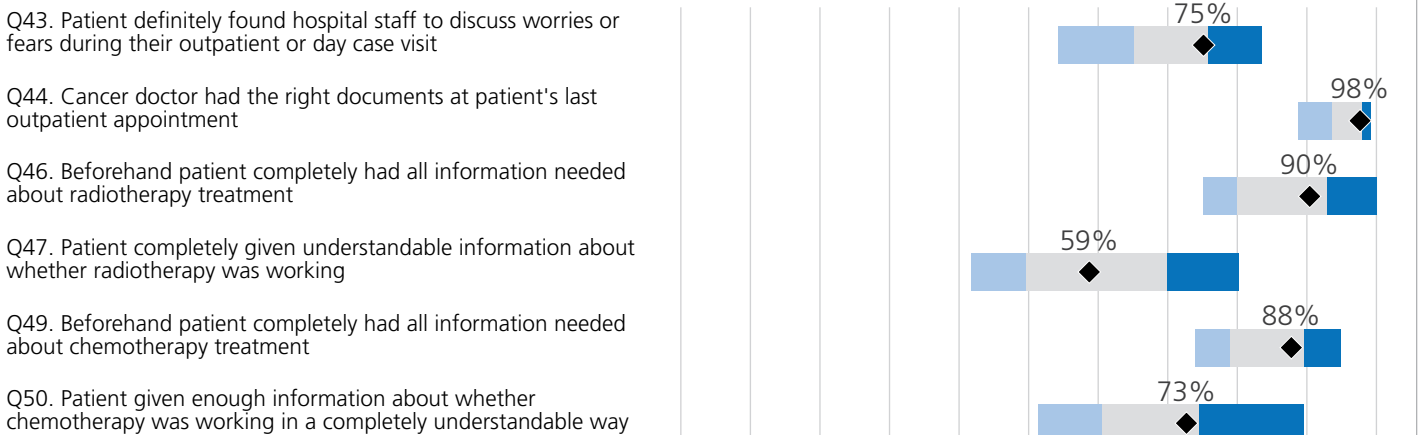 Q43. Patient definitely found hospital staff to discuss worries or
fears during their outpatient or day case visit
75%
Q44. Cancer doctor had the right documents at patient's last
outpatient appointment
98%
Q46. Beforehand patient completely had all information needed
about radiotherapy treatment
90%
Q47. Patient completely given understandable information about
whether radiotherapy was working
59%
Q49. Beforehand patient completely had all information needed
about chemotherapy treatment
88%
Q50. Patient given enough information about whether
chemotherapy was working in a completely understandable way
73%